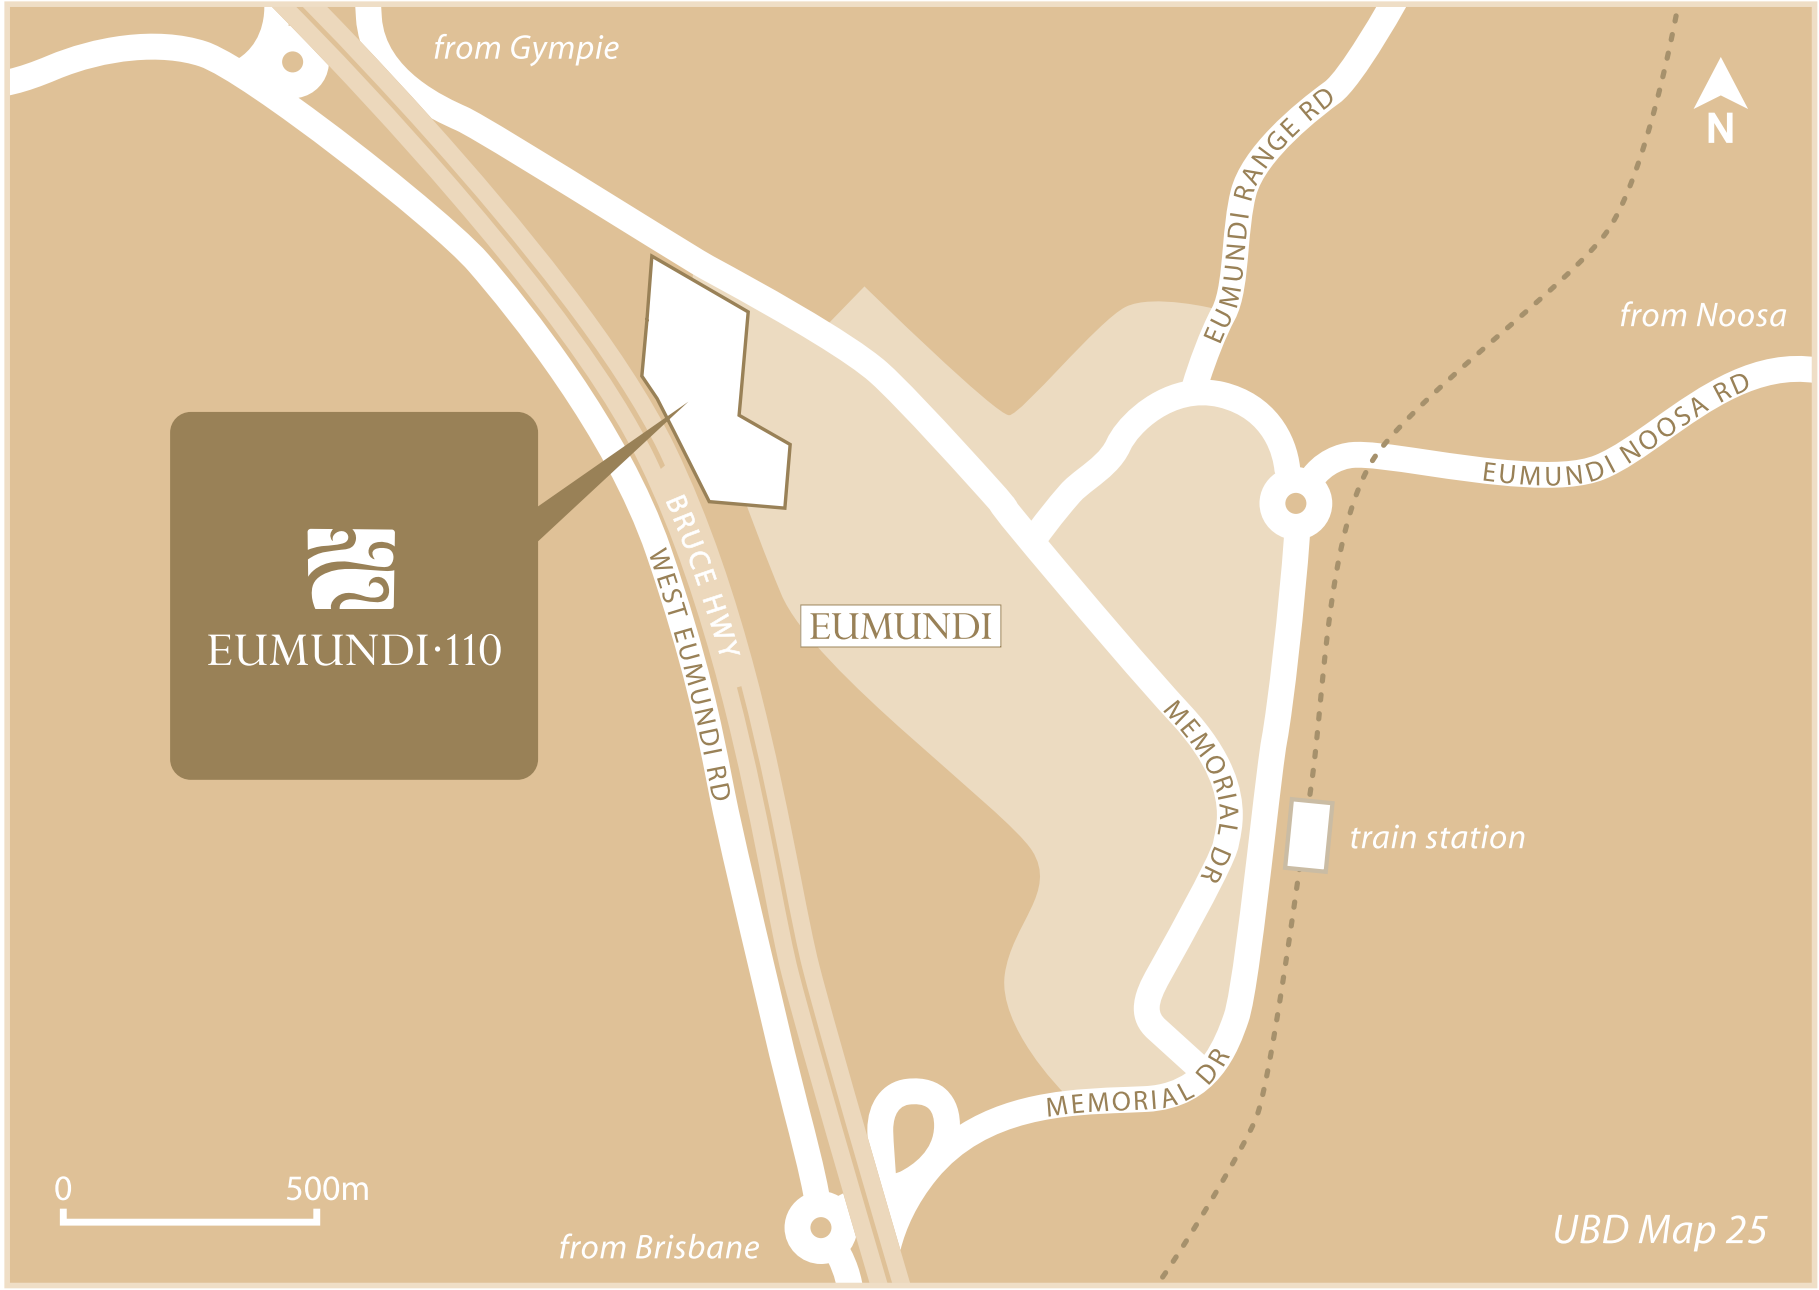 from Gympie
EUMUNDI RANGE RD
N
from Noosa
EUMUNDI NOOSA RD
BRUCE HWY
WEST EUMUNDI RD
EUMUNDI
EUMUNDI·110
MEMORIAL DR
train station
MEMORIAL DR
0 500m
from Brisbane
UBD Map 25